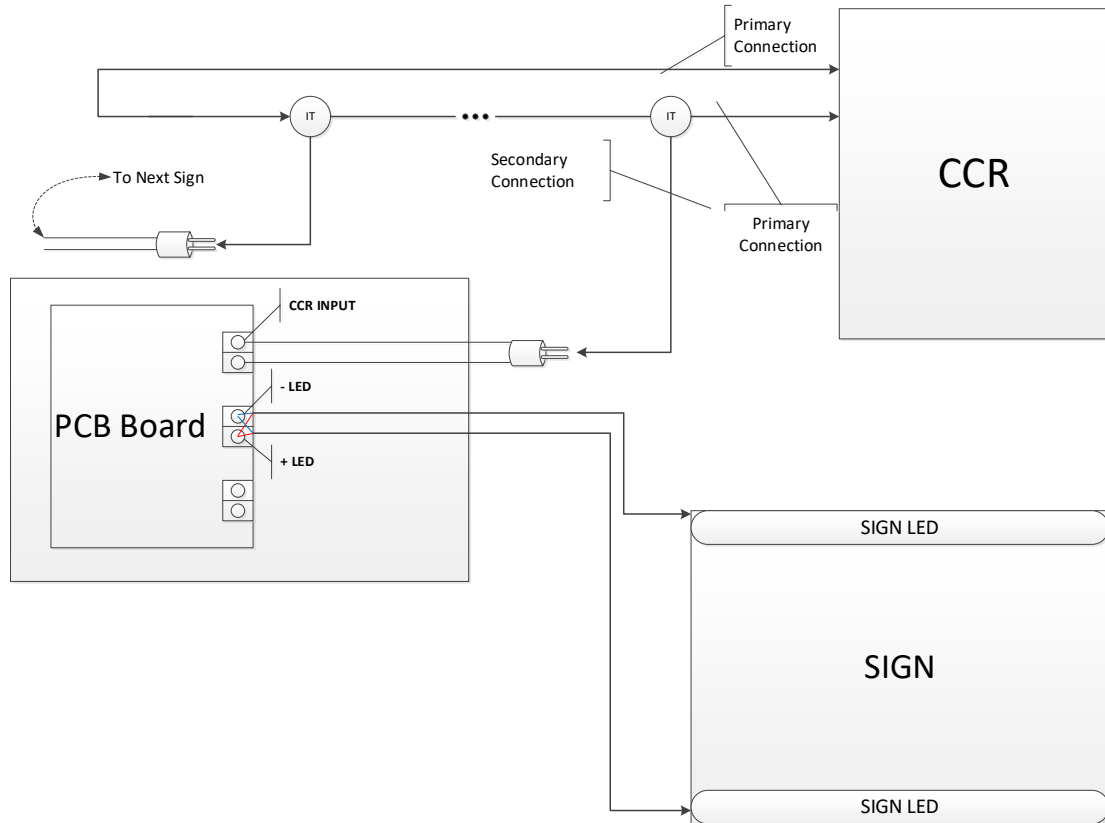 Primary
Connection
IT
IT
CCR
Secondary
Connection
To Next Sign
Primary
Connection
CCR INPUT
- LED
PCB Board
+ LED
SIGN LED
SIGN
SIGN LED